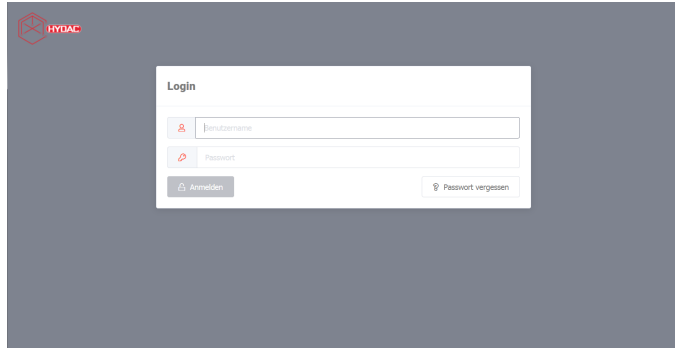 HYDAC
Login
Benutzername
Passwort
Anmelden
Passwort vergessen